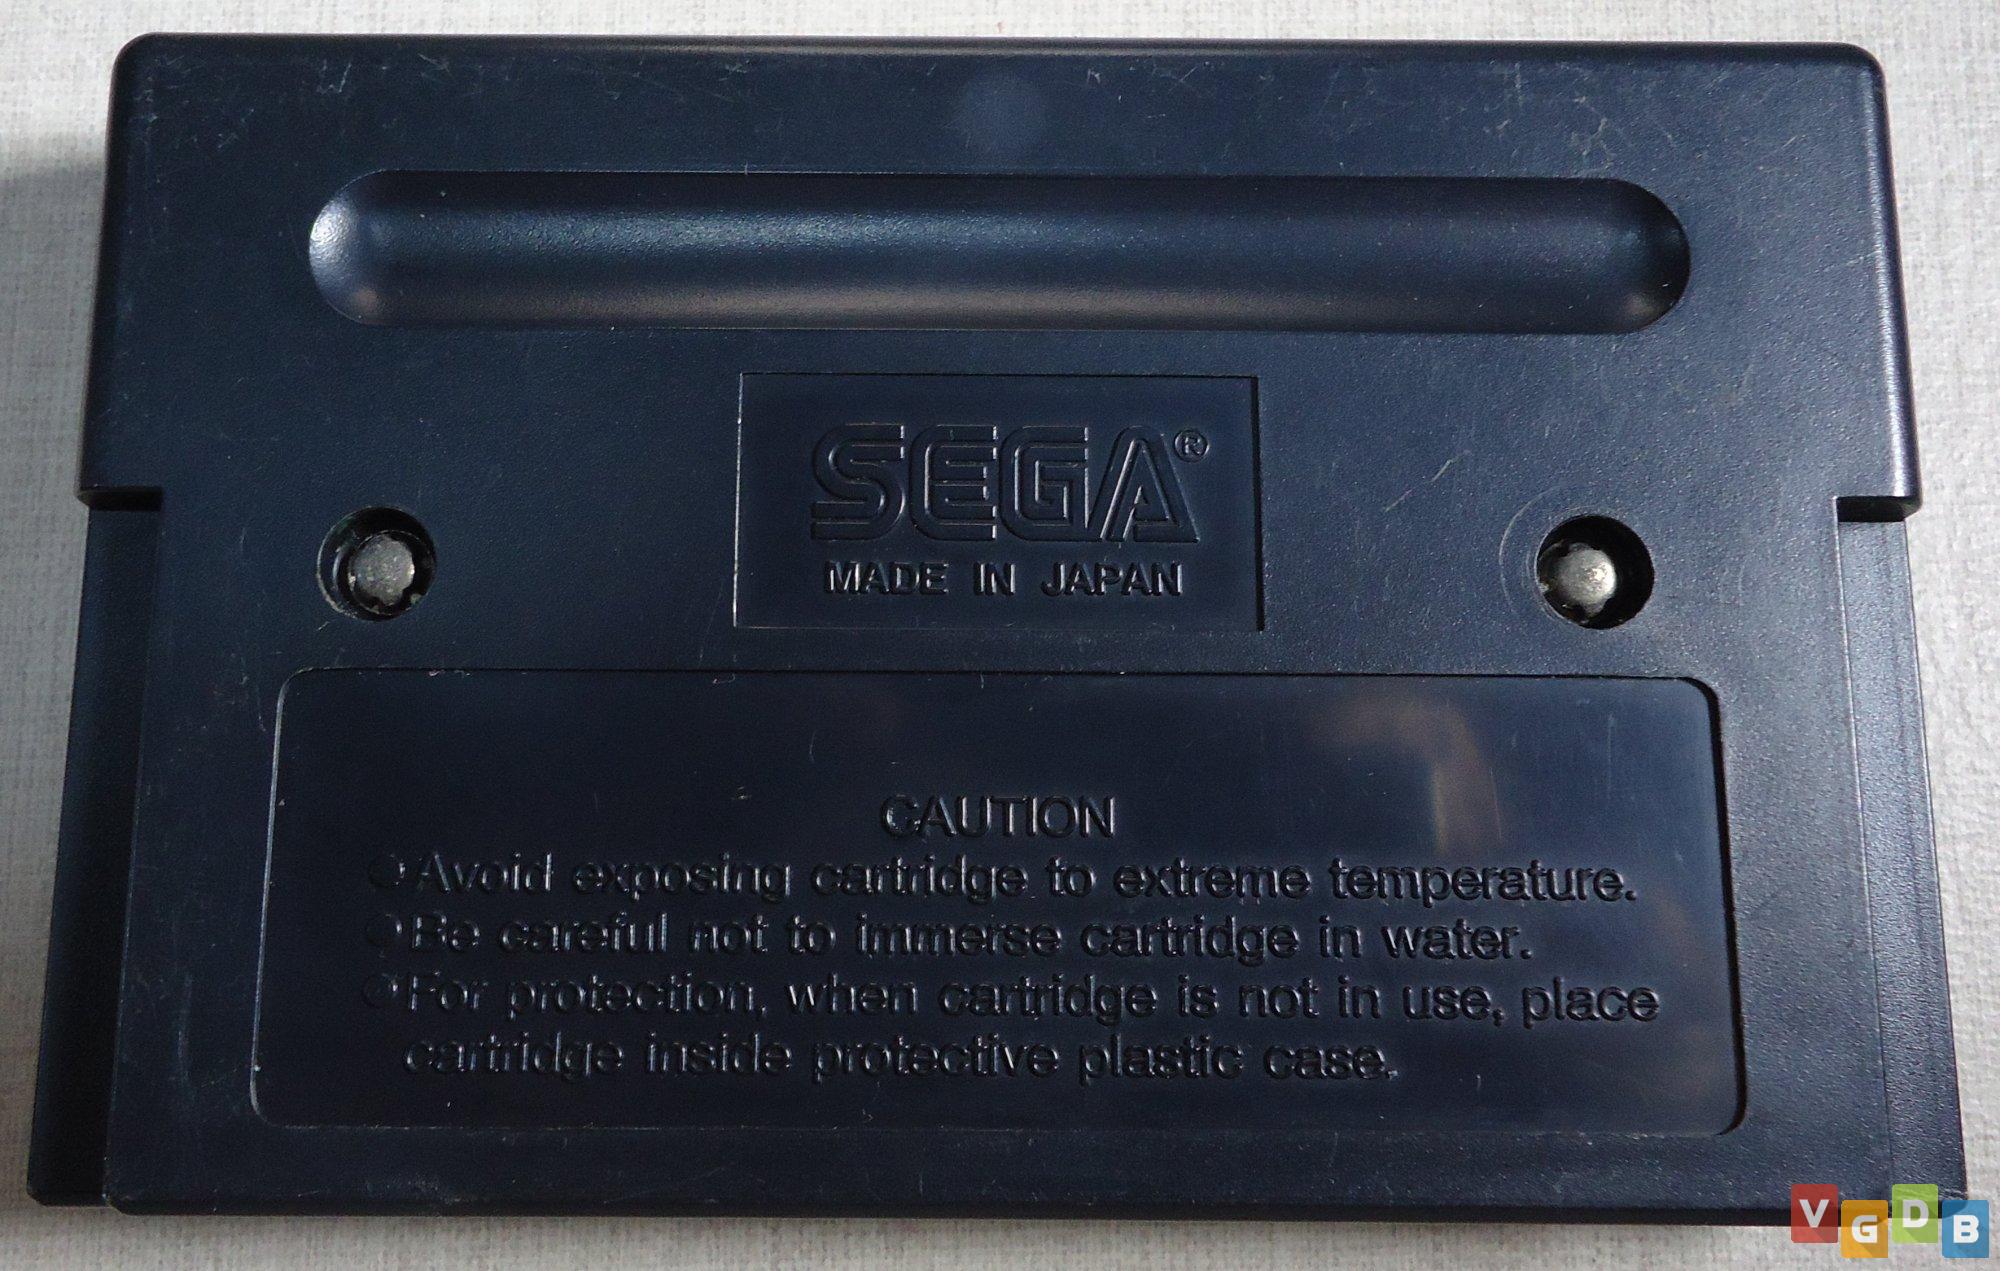 SEGA®
MADE IN JAPAN
CAUTION
●Avoid exposing cartridge to extreme temperature.
●Be careful not to immerse cartridge in water.
●For protection, when cartridge is not in use, place
cartridge inside protective plastic case.
VGDB